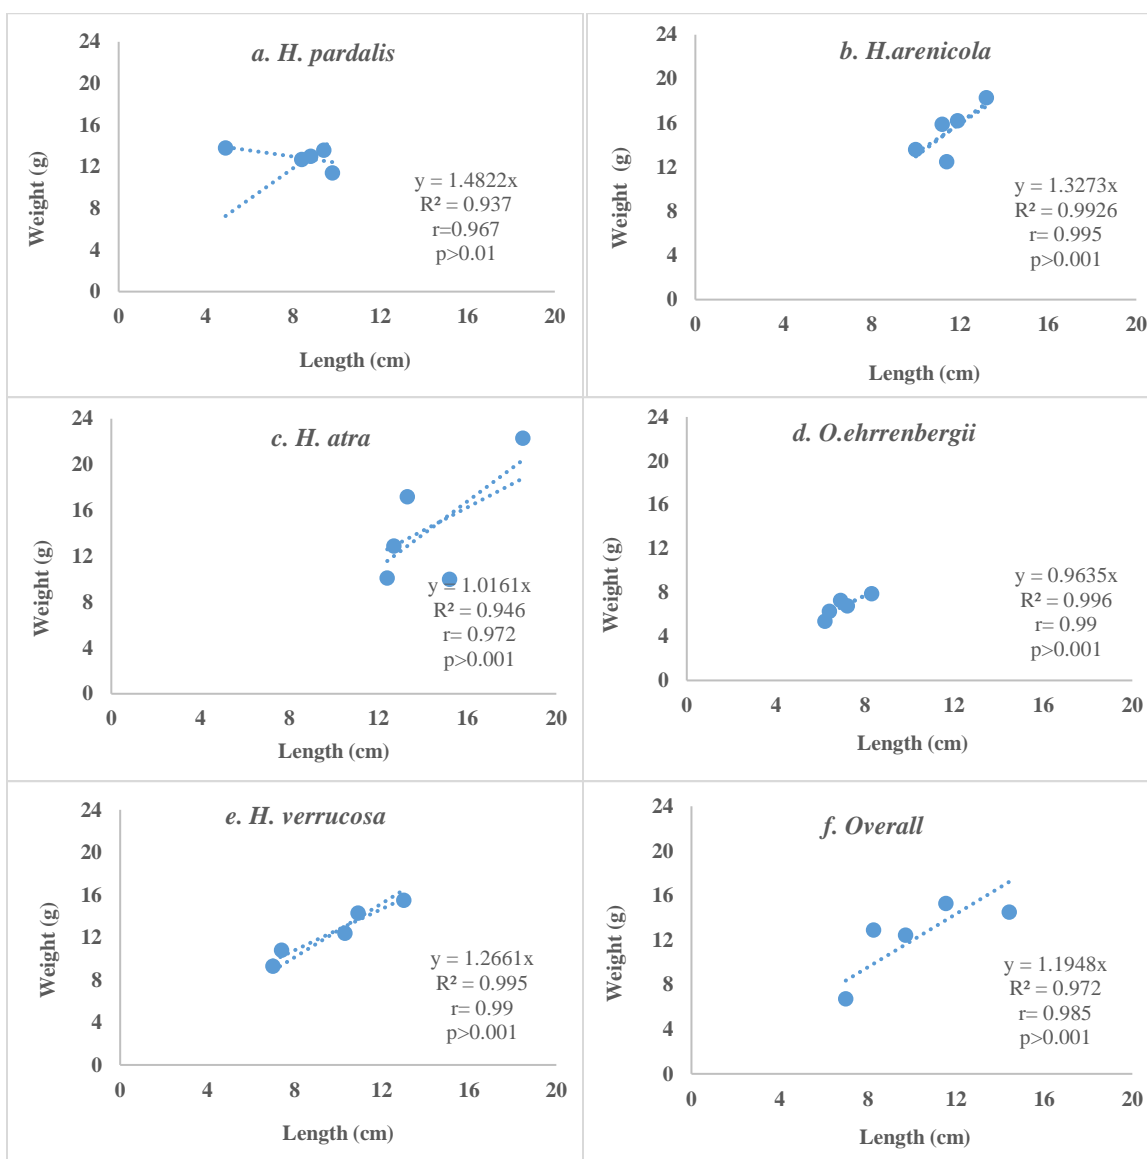 a. H. pardalis
Weight (g)
24
20
16
12
8
4
0
y = 1.4822x
R² = 0.937
r=0.967
p>0.01
0 4 8 12 16 20
Length (cm)
b. H.arenicola
Weight (g)
24
20
16
12
8
4
0
y = 1.3273x
R² = 0.9926
r= 0.995
p>0.001
0 4 8 12 16 20
Length (cm)
c. H. atra
Weight (g)
24
20
16
12
8
4
0
y = 1.0161x
R² = 0.946
r= 0.972
p>0.001
0 4 8 12 16 20
Length (cm)
d. O.ehrrenbergii
Weight (g)
24
20
16
12
8
4
0
y = 0.9635x
R² = 0.996
r= 0.99
p>0.001
0 4 8 12 16 20
Length (cm)
e. H. verrucosa
Weight (g)
24
20
16
12
8
4
0
y = 1.2661x
R² = 0.995
r= 0.99
p>0.001
0 4 8 12 16 20
Length (cm)
f. Overall
Weight (g)
24
20
16
12
8
4
0
y = 1.1948x
R² = 0.972
r= 0.985
p>0.001
0 4 8 12 16 20
Length (cm)